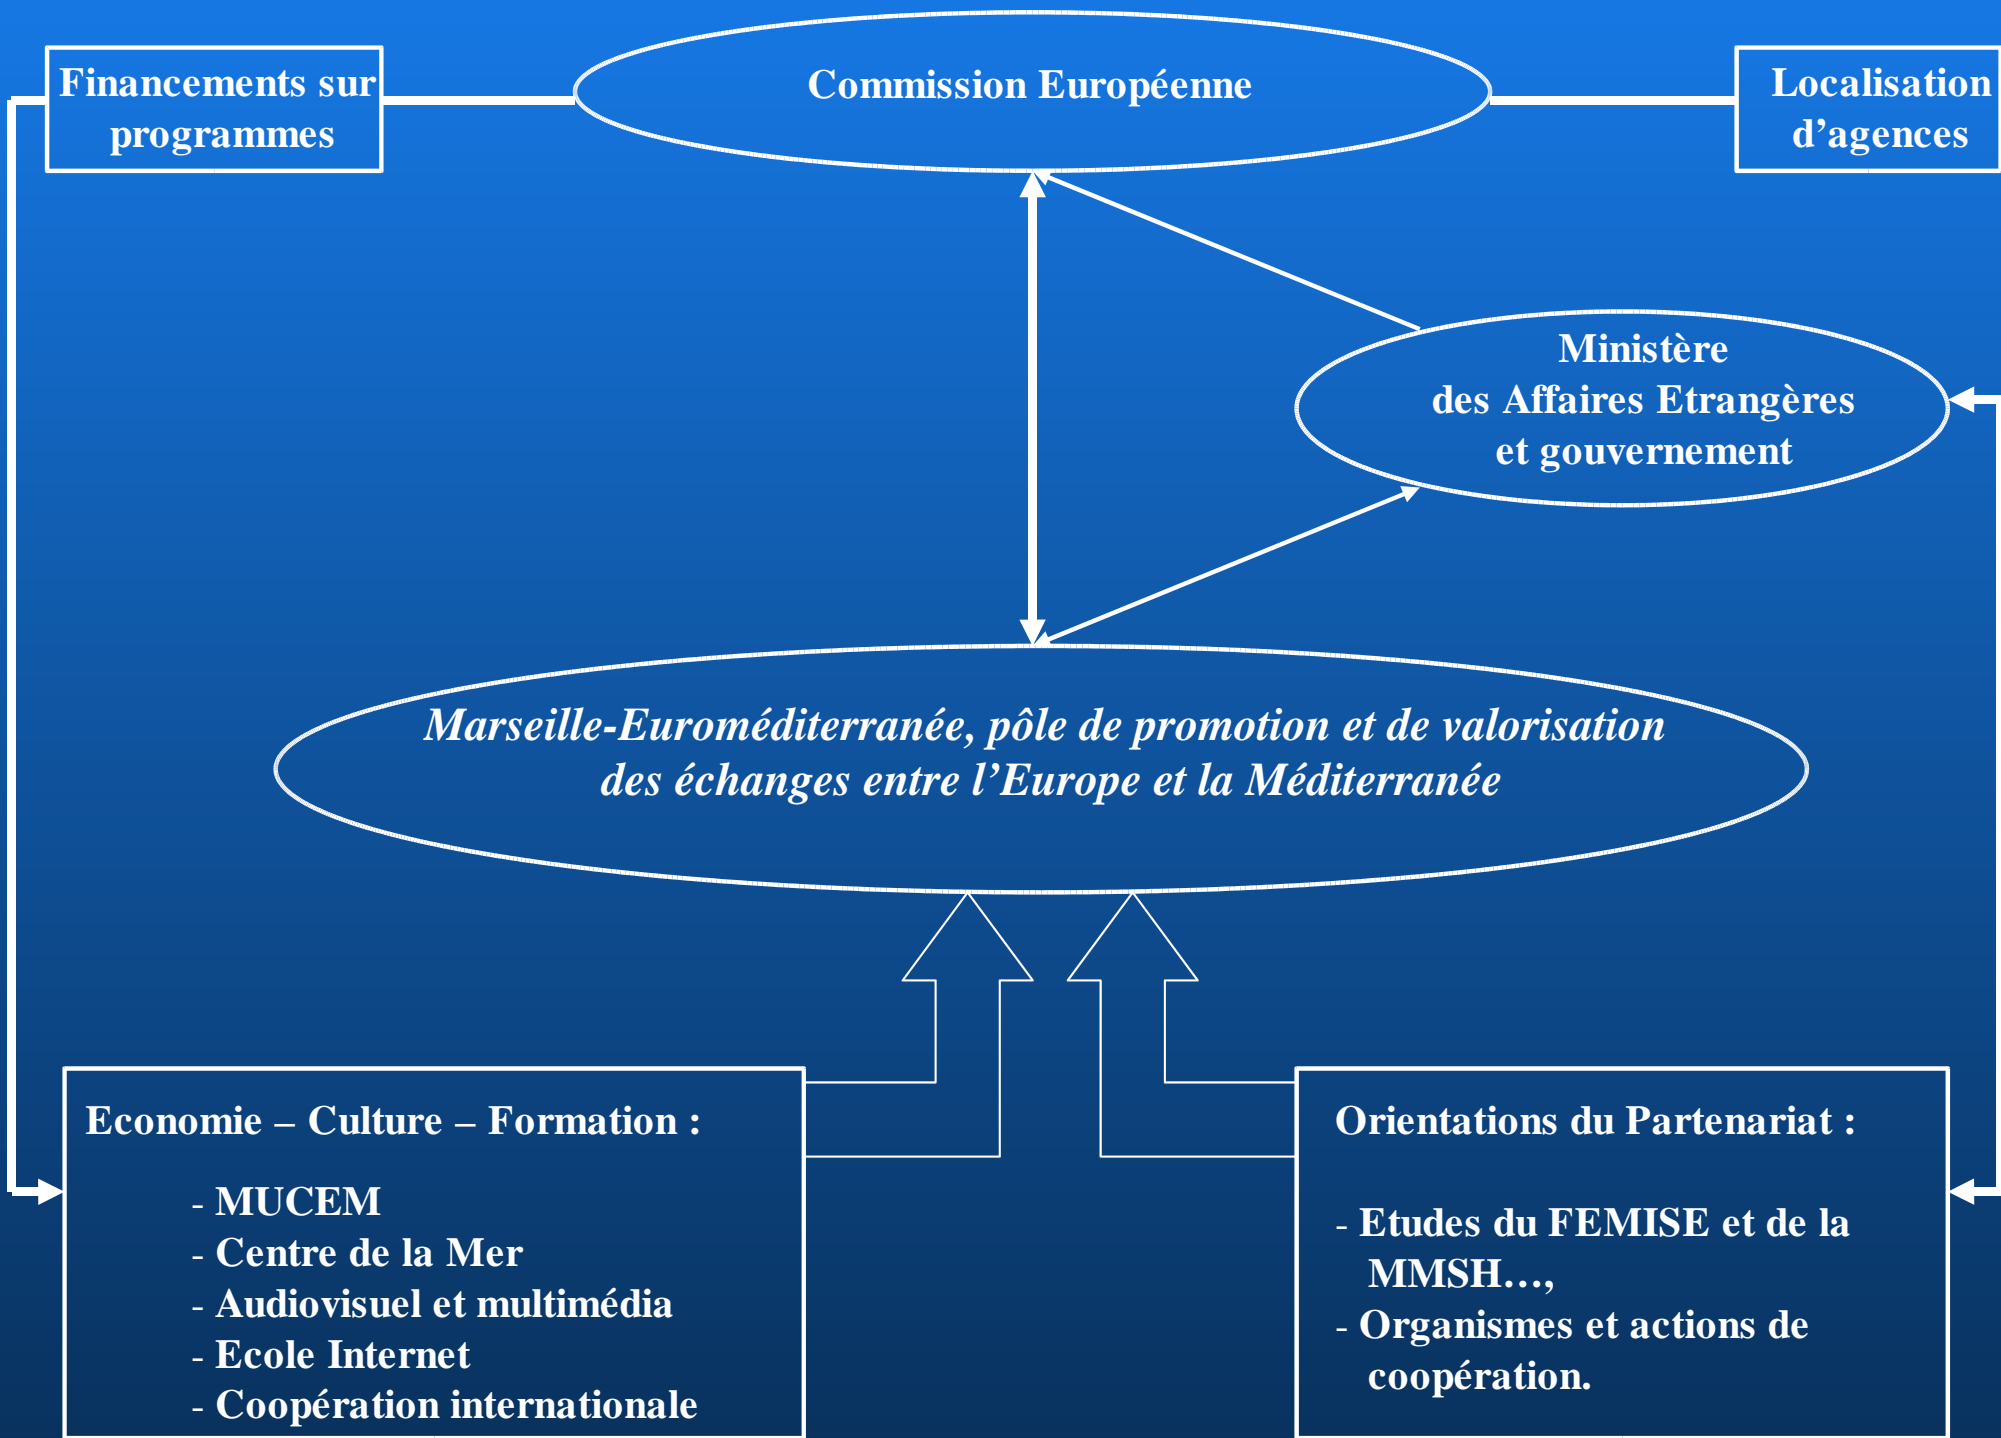 Financements sur
programmes
Commission Européenne
Localisation
d’agences
Ministère
des Affaires Etrangères
et gouvernement
Marseille-Euroméditerranée, pôle de promotion et de valorisation
des échanges entre l’Europe et la Méditerranée
Economie – Culture – Formation :
- MUCEM
- Centre de la Mer
- Audiovisuel et multimédia
- Ecole Internet
- Coopération internationale
Orientations du Partenariat :
- Etudes du FEMISE et de la
MMSH…,
- Organismes et actions de
coopération.